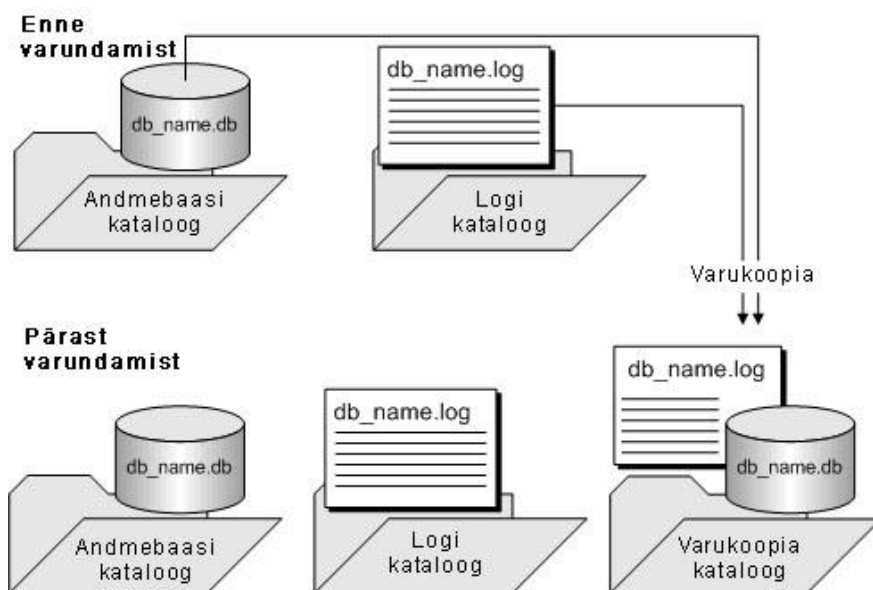 Enne
varundamist
db_name.db
Andmebaasi
kataloog
db_name.log
Logi
kataloog
Varukoopia
Pärast
varundamist
db_name.db
Andmebaasi
kataloog
db_name.log
Logi
kataloog
db_name.log
db_name.db
Varukoopia
kataloog